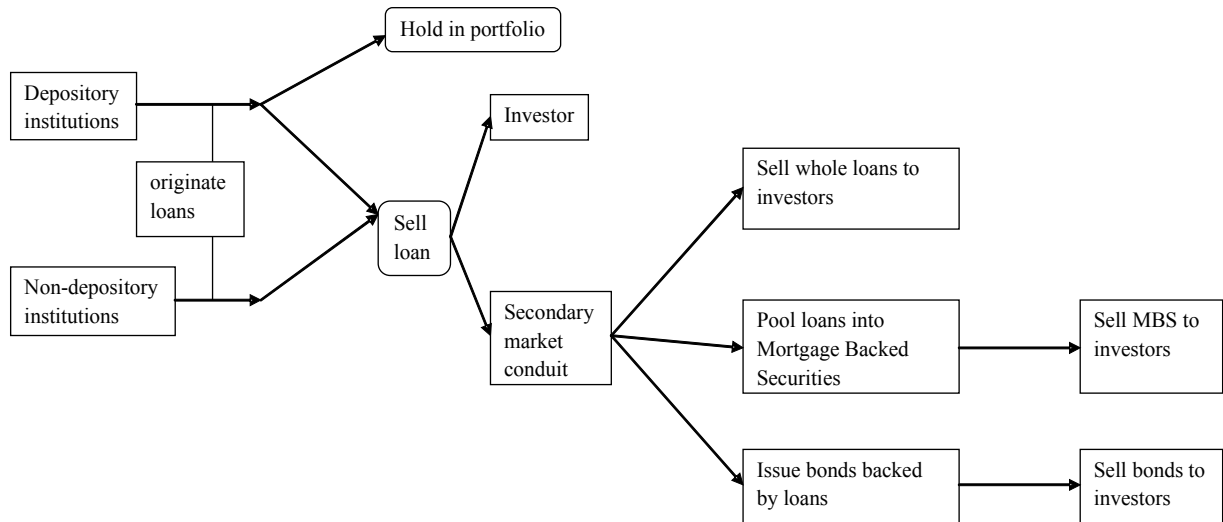 Hold in portfolio
Depository
institutions
Investor
originate
loans
Sell whole loans to
investors
Sell
loan
Non-depository
institutions
Secondary
market
conduit
Pool loans into
Mortgage Backed
Securities
Sell MBS to
investors
Issue bonds backed
by loans
Sell bonds to
investors